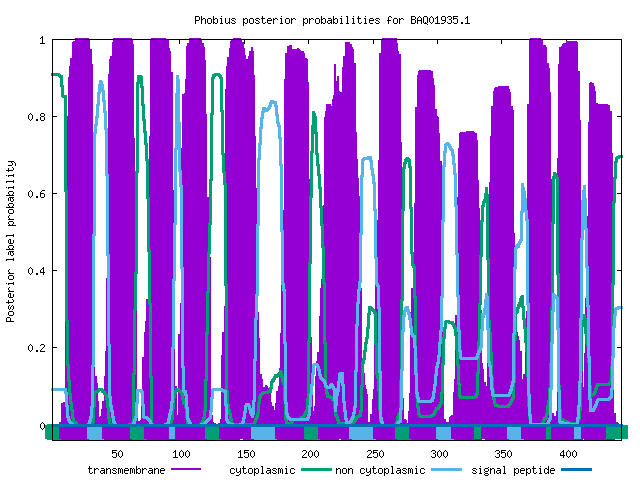 Phobius posterior probabilities for BAQ01935.1
1
0.8
0.6
0.4
0.2
0
Posterior label probability
50 100 150 200 250 300 350 400
transmembrane cytoplasmic non cytoplasmic signal peptide